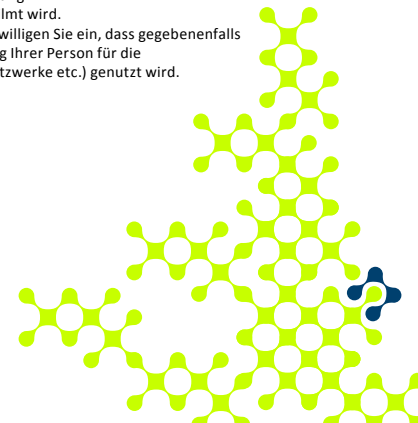 lmt wird.
willigen Sie ein, dass gegebenenfalls
g Ihrer Person für die
tzwerke etc.) genutzt wird.